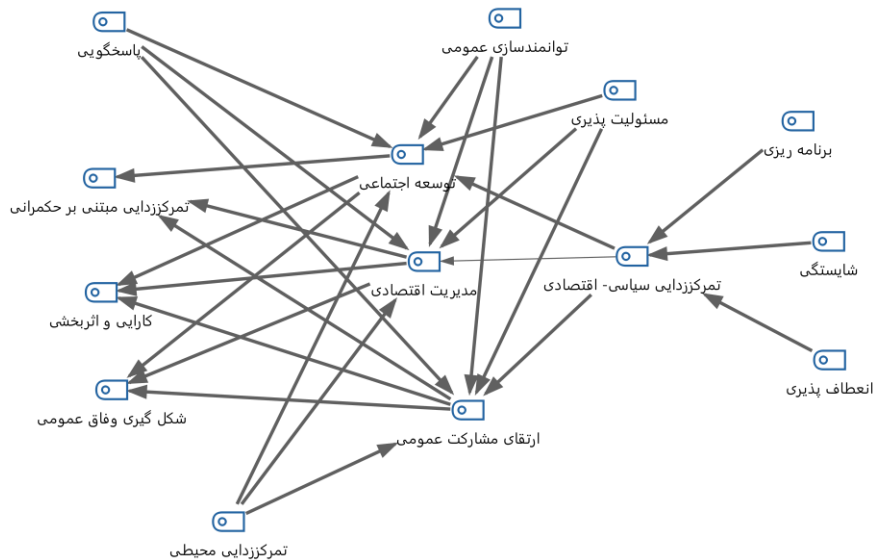 توانمندسازی عمومی
پاسخگویی
مسئولیت پذیری
برنامه ریزی
توسعه اجتماعی
تمرکززدایی مبتنی بر حکمرانی
شایستگی
تمرکززدایی سیاسی- اقتصادی
مدیریت اقتصادی
کارایی و اثربخشی
انعطاف پذیری
شکل گیری وفاق عمومی
ارتقای مشارکت عمومی
تمرکززدایی محیطی